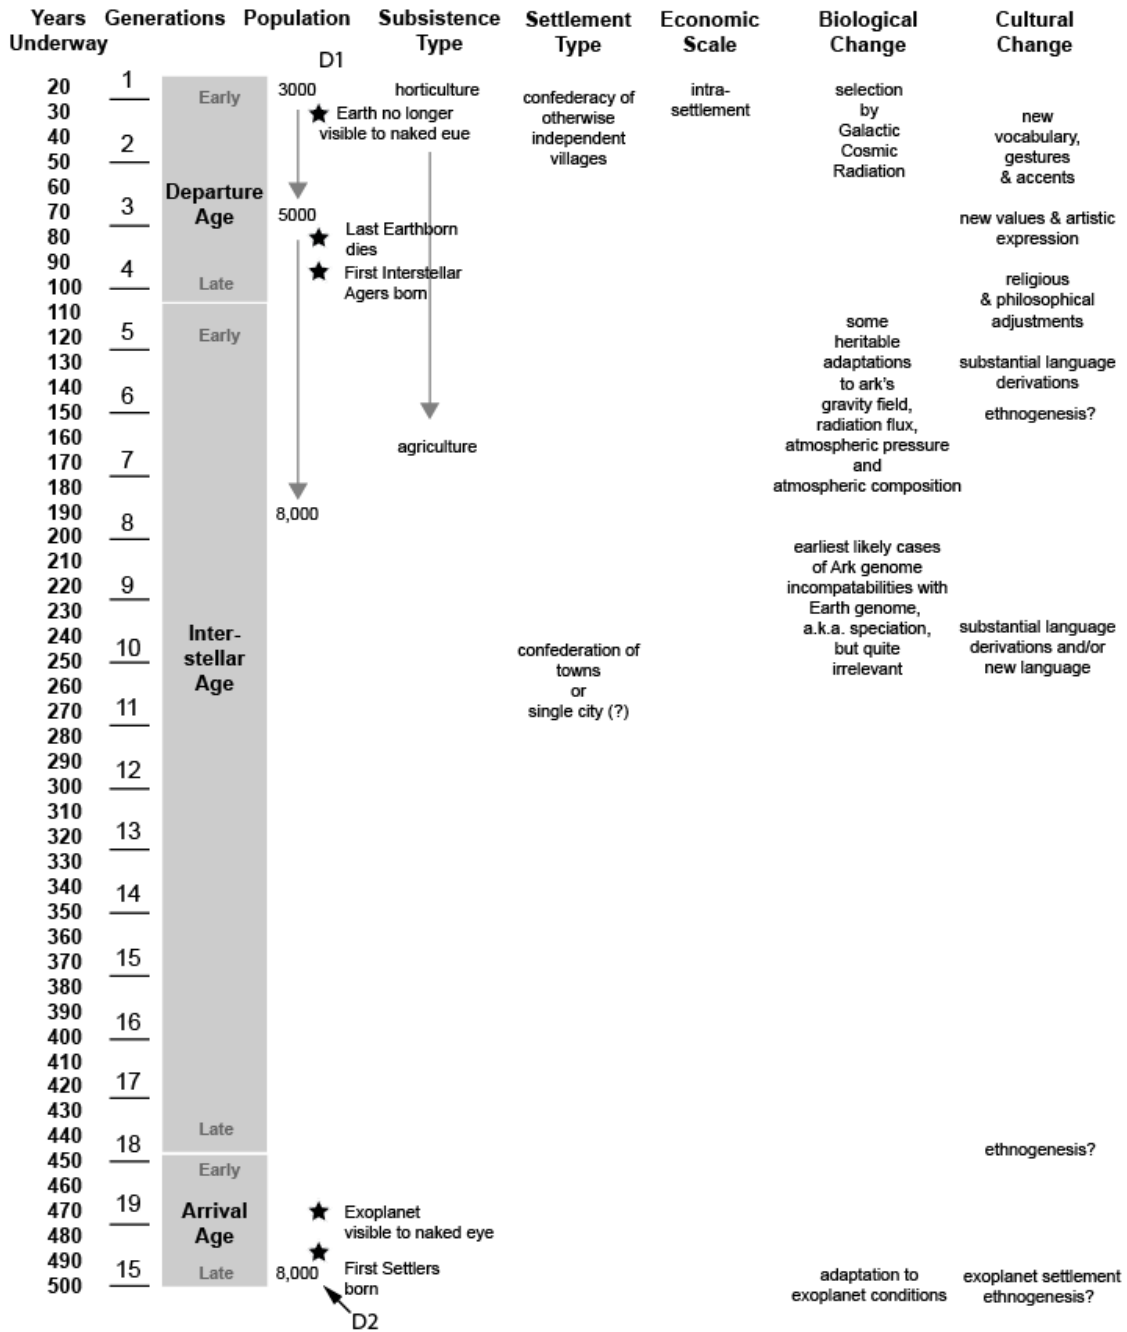 Years Generations Population Subsistence Settlement Economic Biological Cultural
Underway Type Type Scale Change Change
D1
20 1 Early 3000 horticulture confederacy of intra- selection
30 Earth no longer otherwise settlement by new
40 visible to naked eue independent Galactic vocabulary,
50 2 villages Cosmic gestures
60 Radiation & accents
Departure
70 3 Age 5000 new values & artistic
80 Last Earthborn expression
dies
90 First Interstellar
100 4 Late Agers born religious
110 & philosophical
120 5 Early some adjustments
130 heritable
adaptations substantial language
140 to ark's derivations
150 6 gravity field, ethnogenesis?
160 radiation flux,
170 7 agriculture atmospheric pressure
and
180 atmospheric composition
190 8,000
200 8
210 earliest likely cases
220 9 of Ark genome
incompatabilities with
230 Earth genome,
240 Inter- a.k.a. speciation, substantial language
250 10 stellar confederation of but quite derivations and/or
260 Age towns irrelevant new language
or
270 11 single city (?)
280
290
300 12
310
320 13
330
340
350 14
360
370 15
380
390
400 16
410
420 17
430
440 Late
450 18 ethnogenesis?
460 Early
470 19 Arrival Exoplanet
480 Age visible to naked eye
490 First Settlers
500 15 Late 8,000 born adaptation to exoplanet settlement
exoplanet conditions ethnogenesis?
D2